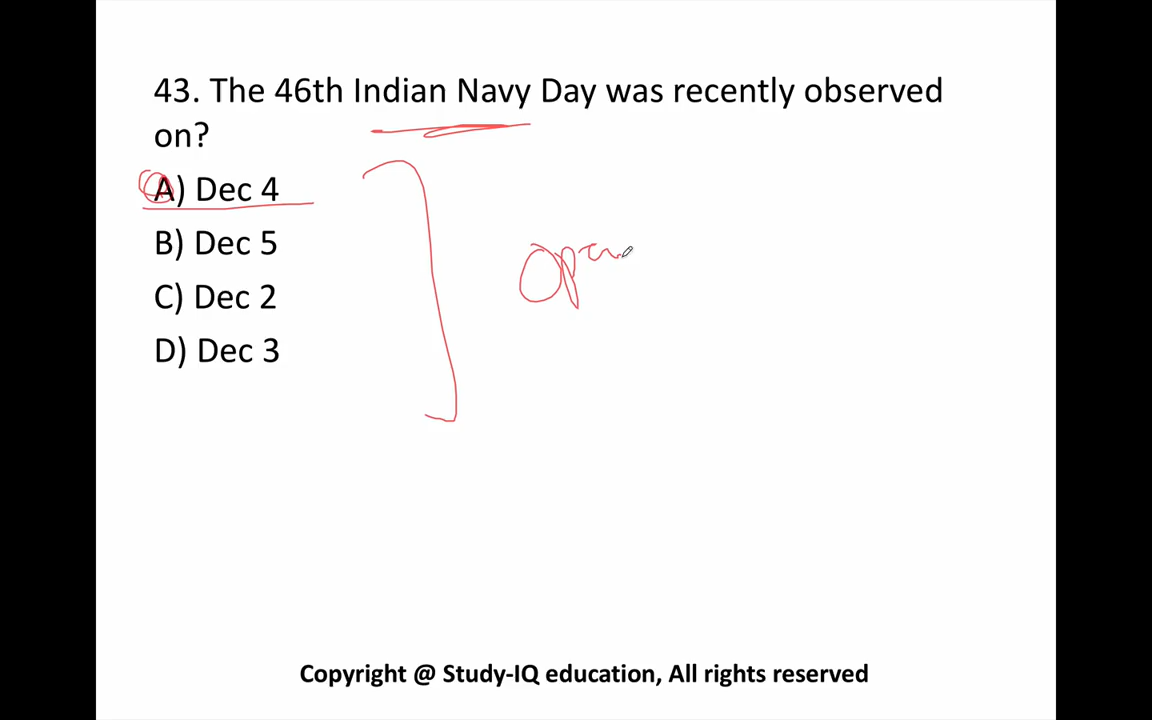 43. The 46th Indian Navy Day was recently observed
on?
A) Dec 4
B) Dec 5
C) Dec 2
D) Dec 3
Copyright @ Study-IQ education, All rights reserved